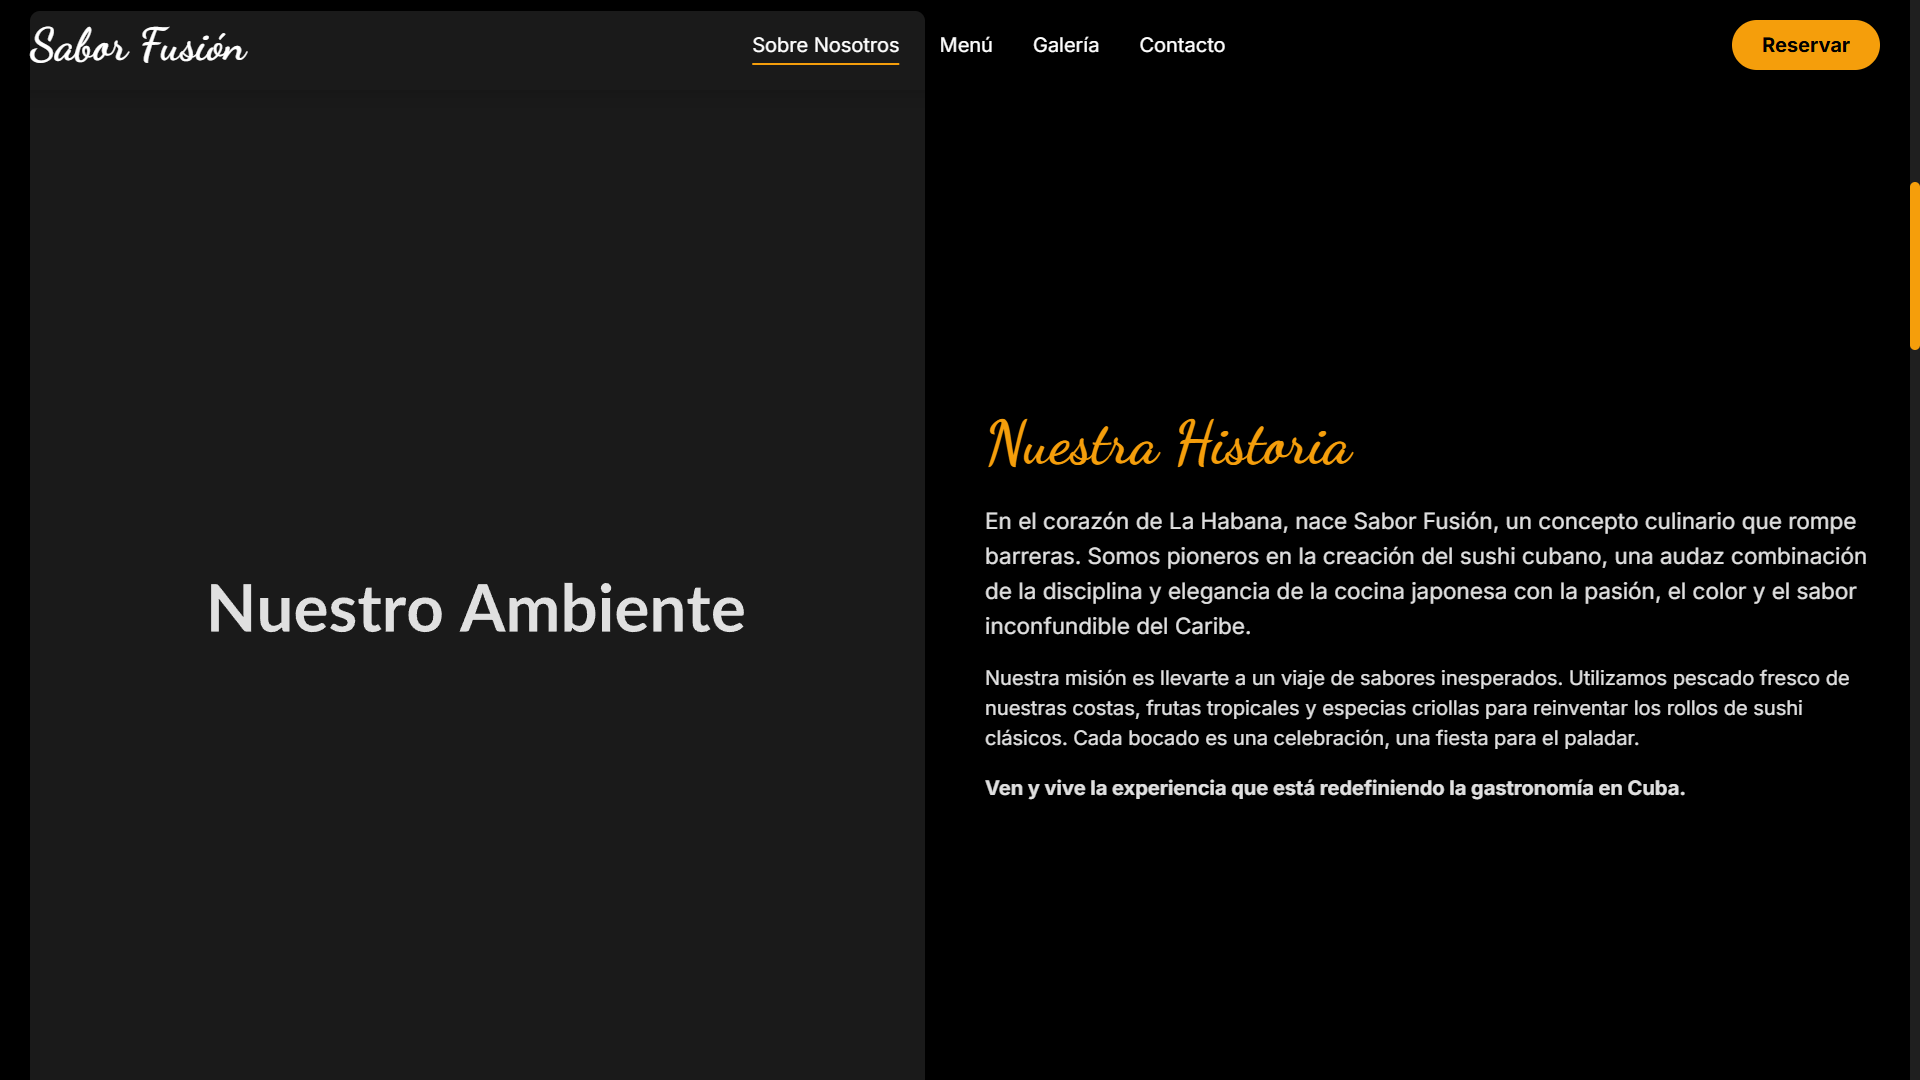 Sabor Fusión
Sobre Nosotros
Menú
Galería
Contacto
Reservar
Nuestro Ambiente
Nuestra Historia
En el corazón de La Habana, nace Sabor Fusión, un concepto culinario que rompe
barreras. Somos pioneros en la creación del sushi cubano, una audaz combinación
de la disciplina y elegancia de la cocina japonesa con la pasión, el color y el sabor
inconfundible del Caribe.
Nuestra misión es llevarte a un viaje de sabores inesperados. Utilizamos pescado fresco de
nuestras costas, frutas tropicales y especias criollas para reinventar los rollos de sushi
clásicos. Cada bocado es una celebración, una fiesta para el paladar.
Ven y vive la experiencia que está redefiniendo la gastronomía en Cuba.